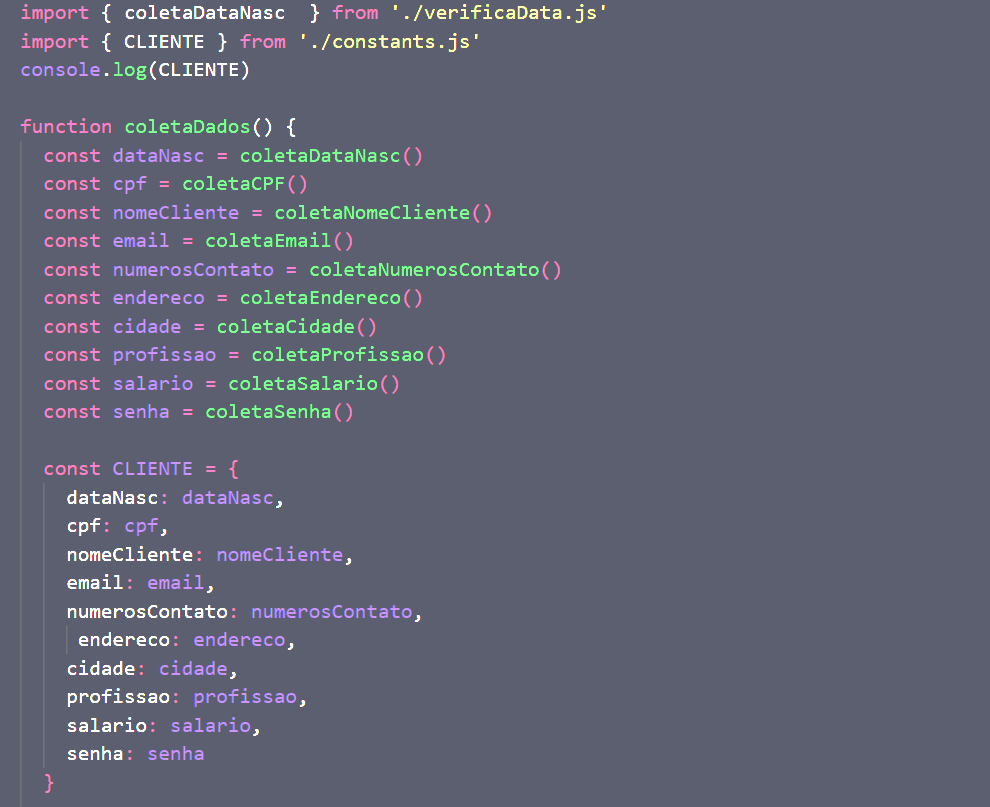 import { coletaDataNasc  } from './verificaData.js'
import { CLIENTE } from './constants.js'
console.log(CLIENTE)

function coletaDados() {
  const dataNasc = coletaDataNasc()
  const cpf = coletaCPF()
  const nomeCliente = coletaNomeCliente()
  const email = coletaEmail()
  const numerosContato = coletaNumerosContato()
  const endereco = coletaEndereco()
  const cidade = coletaCidade()
  const profissao = coletaProfissao()
  const salario = coletaSalario()
  const senha = coletaSenha()

  const CLIENTE = {
    dataNasc: dataNasc,
    cpf: cpf,
    nomeCliente: nomeCliente,
    email: email,
    numerosContato: numerosContato,
     endereco: endereco,
    cidade: cidade,
    profissao: profissao,
    salario: salario,
    senha: senha
  }